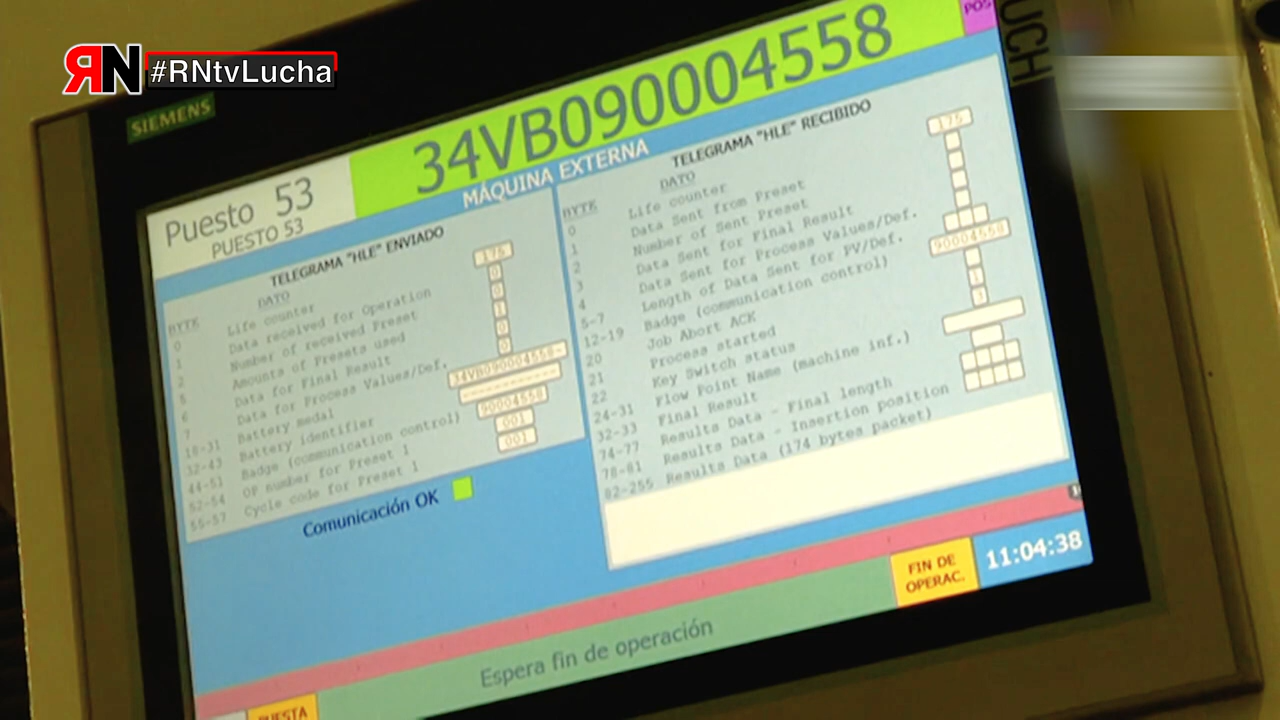 RN #RNtvLucha
SIEMENS
TOUCH
34VB090004558
POS
Puesto 53
PUESTO 53
MÁQUINA EXTERNA
TELEGRAMA "HLE" ENVIADO
BYTE DATO
0 Life counter 175
1 Data received for Operation 0
2 Number of received Preset 0
5 Amounts of Presets used 1
6 Data for Final Result 0
7 Data for Process Values/Def. 0
18-31 Battery medal 34VB090004558-
32-43 Battery identifier ------------
44-51 Badge (communication control) 90004558
52-54 OP number for Preset 1 001
55-57 Cycle code for Preset 1 001
Comunicación OK
TELEGRAMA "HLE" RECIBIDO
BYTE DATO
0 Life counter 175
1 Data Sent from Preset
2 Number of Sent Preset
3 Data Sent for Final Result
4 Data Sent for Process Values/Def.
5-7 Length of Data Sent for PV/Def.
12-19 Badge (communication control) 90004558
20 Job Abort ACK
21 Process started 1
22 Key Switch status 3
24-31 Flow Point Name (machine inf.)
32-33 Final Result
74-77 Results Data - Final length
78-81 Results Data - Insertion position
82-255 Results Data (174 bytes packet)
FIN DE
OPERAC.
11:04:38
Espera fin de operación
PUESTA